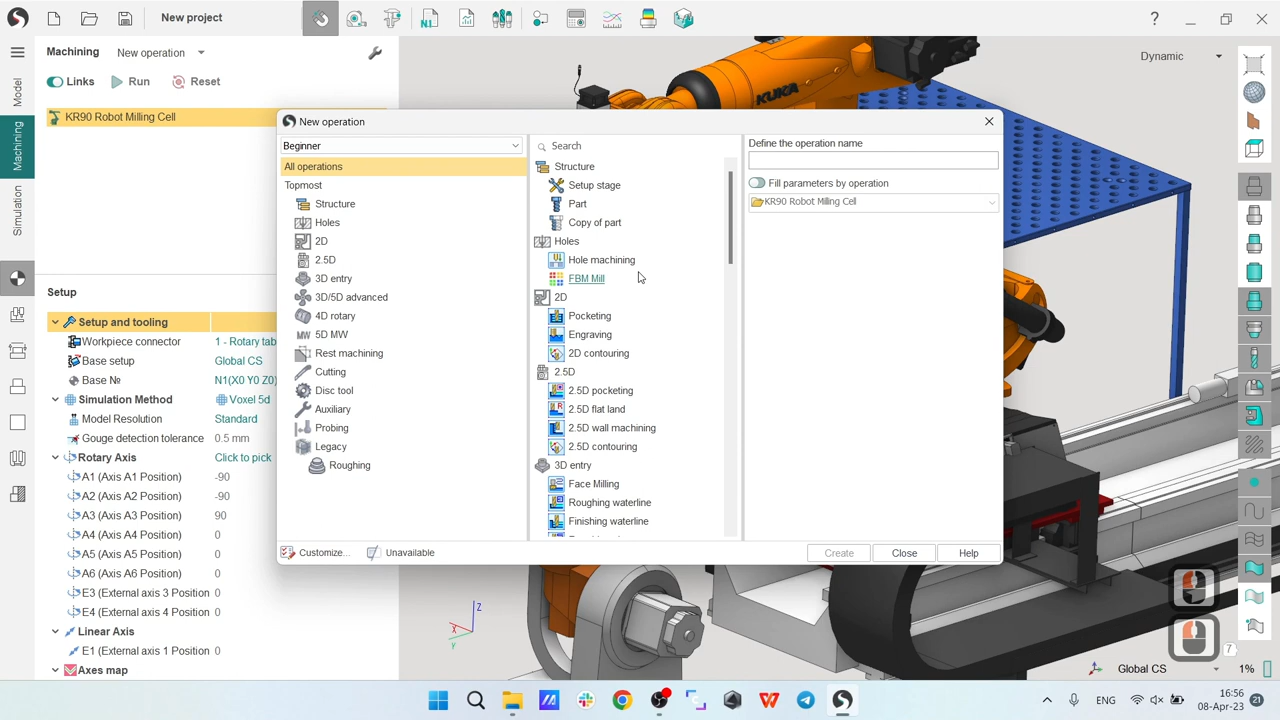 New project
N1
Machining
New operation
Links
Run
Reset
KR90 Robot Milling Cell
Model
Machining
Simulation
Setup
Setup and tooling
Workpiece connector
1 - Rotary tab
Base setup
Global CS
Base №
N1(X0 Y0 Z0)
Simulation Method
Voxel 5d
Model Resolution
Standard
Gouge detection tolerance
0.5 mm
Rotary Axis
Click to pick
A1 (Axis A1 Position)
-90
A2 (Axis A2 Position)
-90
A3 (Axis A3 Position)
90
A4 (Axis A4 Position)
0
A5 (Axis A5 Position)
0
A6 (Axis A6 Position)
0
E3 (External axis 3 Position
0
E4 (External axis 4 Position
0
Linear Axis
E1 (External axis 1 Position
0
Axes map
New operation
Beginner
All operations
Topmost
Structure
Holes
2D
2.5D
3D entry
3D/5D advanced
4D rotary
MW 5D MW
Rest machining
Cutting
Disc tool
Auxiliary
Probing
Legacy
Roughing
Customize...
Unavailable
Search
Structure
Setup stage
Part
Copy of part
Holes
Hole machining
FBM Mill
2D
Pocketing
Engraving
2D contouring
2.5D
2.5D pocketing
2.5D flat land
2.5D wall machining
2.5D contouring
3D entry
Face Milling
Roughing waterline
Finishing waterline
Define the operation name
Fill parameters by operation
KR90 Robot Milling Cell
Create
Close
Help
KUKA
Dynamic
Z
X
Y
7
Global CS
1%
ENG
16:56
08-Apr-23
21